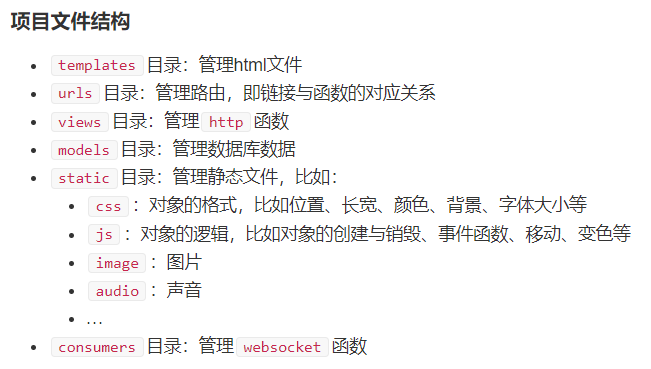 项目文件结构
templates 目录：管理html文件
urls 目录：管理路由，即链接与函数的对应关系
views 目录：管理 http 函数
models 目录：管理数据库数据
static 目录：管理静态文件，比如：
css ：对象的格式，比如位置、长宽、颜色、背景、字体大小等
js ：对象的逻辑，比如对象的创建与销毁、事件函数、移动、变色等
image ：图片
audio ：声音
…
consumers 目录：管理 websocket 函数